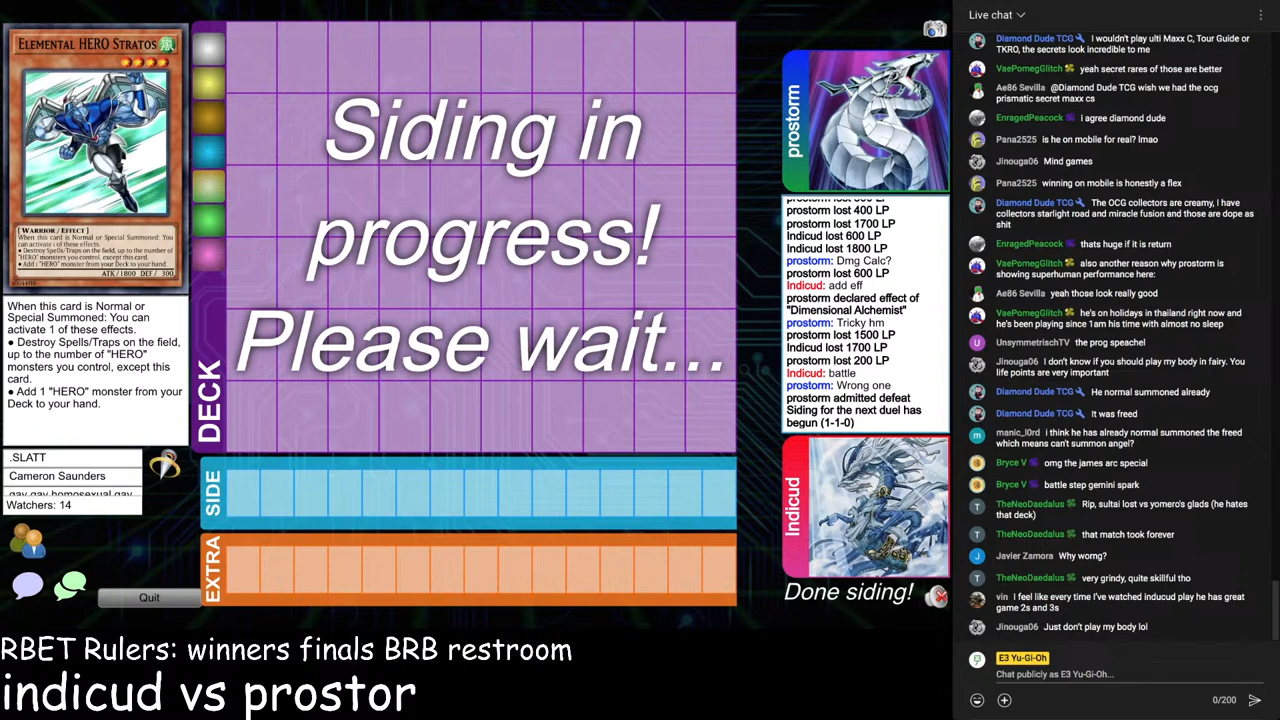 ELEMENTAL HERO STRATOS
[WARRIOR / EFFECT]
When this card is Normal or Special Summoned: You can
activate 1 of these effects.
● Destroy Spells/Traps on the field, up to the number of
"HERO" monsters you control, except this card.
● Add 1 "HERO" monster from your Deck to your hand.
ATK / 1800 DEF / 300
When this card is Normal or
Special Summoned: You can
activate 1 of these effects.
● Destroy Spells/Traps on the field,
up to the number of "HERO"
monsters you control, except this
card.
● Add 1 "HERO" monster from your
Deck to your hand.
.SLATT
Cameron Saunders
gay gay homosexual gay
Watchers: 14
Quit
DECK
SIDE
EXTRA
Siding in
progress!
Please wait...
prostorm
prostorm lost 400 LP
prostorm lost 1700 LP
Indicud lost 600 LP
Indicud lost 1800 LP
prostorm: Dmg Calc?
prostorm lost 600 LP
Indicud: add eff
prostorm declared effect of
"Dimensional Alchemist"
prostorm: Tricky hm
prostorm lost 1500 LP
Indicud lost 1700 LP
prostorm lost 200 LP
Indicud: battle
prostorm: Wrong one
prostorm admitted defeat
Siding for the next duel has
begun (1-1-0)
Indicud
Done siding!
RBET Rulers: winners finals BRB restroom
indicud vs prostor
Live chat
Diamond Dude TCG I wouldn't play ulti Maxx C, Tour Guide or
TKRO, the secrets look incredible to
me
VaePomegGlitch yeah secret rares of those are better
Ae86 Sevilla @Diamond Dude TCG wish we had the ocg
prismatic secret maxx cs
EnragedPeacock i agree diamond dude
Pana2525 is he on mobile for real? lmao
Jinouga06 Mind games
Pana2525 winning on mobile is honestly a flex
Diamond Dude TCG The OCG collectors are creamy, I have
collectors starlight road and miracle fusion and those are dope as
shit
EnragedPeacock thats huge if it is return
VaePomegGlitch also another reason why prostorm is
showing superhuman performance here:
Ae86 Sevilla yeah those look really good
VaePomegGlitch he's on holidays in thailand right now and
he's been playing since 1am his time with almost no sleep
UnsymmetrischTV the prog speachel
Jinouga06 I don't know if you should play my body in fairy. You
life points are very important
Diamond Dude TCG He normal summoned already
Diamond Dude TCG It was freed
manic_l0rd i think he has already normal summoned the freed
which means can't summon angel?
Bryce V omg the james arc special
Bryce V battle step gemini spark
TheNeoDaedalus Rip, sultai lost vs yomero's glads (he hates
that deck)
TheNeoDaedalus that match took forever
Javier Zamora Why worng?
TheNeoDaedalus very grindy, quite skillful tho
vin I feel like every time I've watched inducud play he has great
game 2s and 3s
Jinouga06 Just don't play my body lol
E3 Yu-Gi-Oh
Chat publicly as E3 Yu-Gi-Oh...
0/200